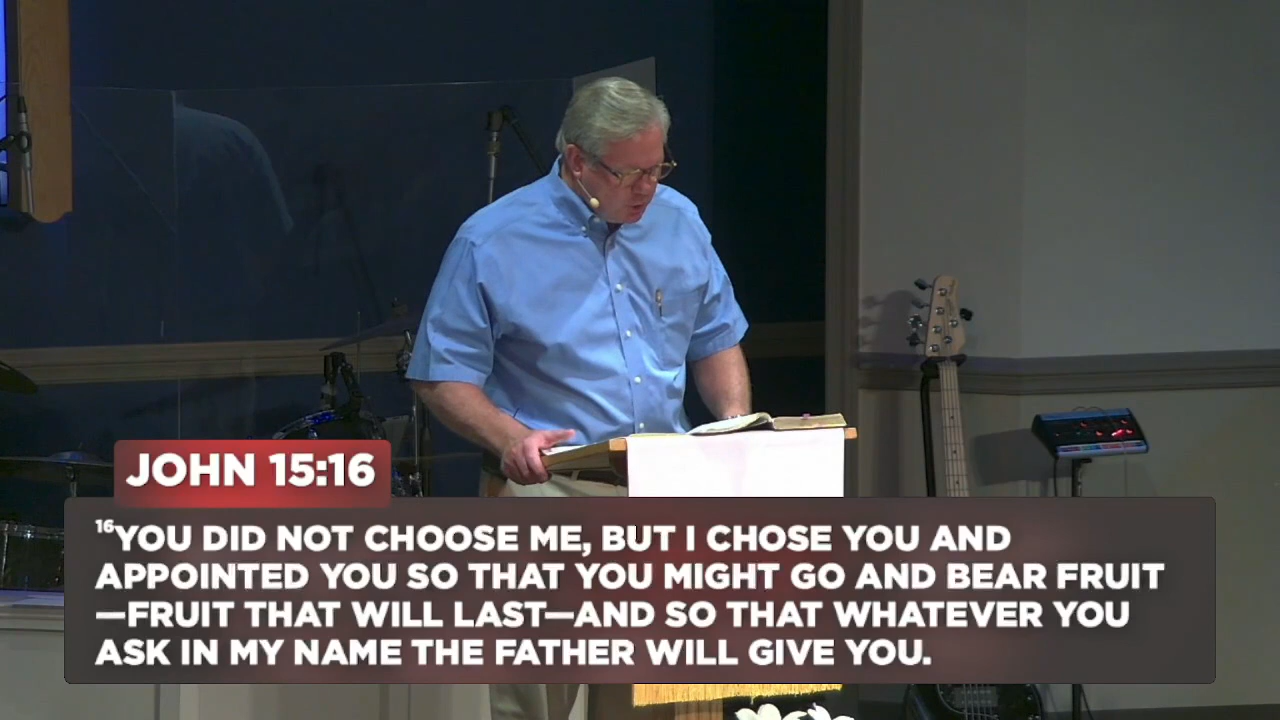 JOHN 15:16
16YOU DID NOT CHOOSE ME, BUT I CHOSE YOU AND
APPOINTED YOU SO THAT YOU MIGHT GO AND BEAR FRUIT
—FRUIT THAT WILL LAST—AND SO THAT WHATEVER YOU
ASK IN MY NAME THE FATHER WILL GIVE YOU.